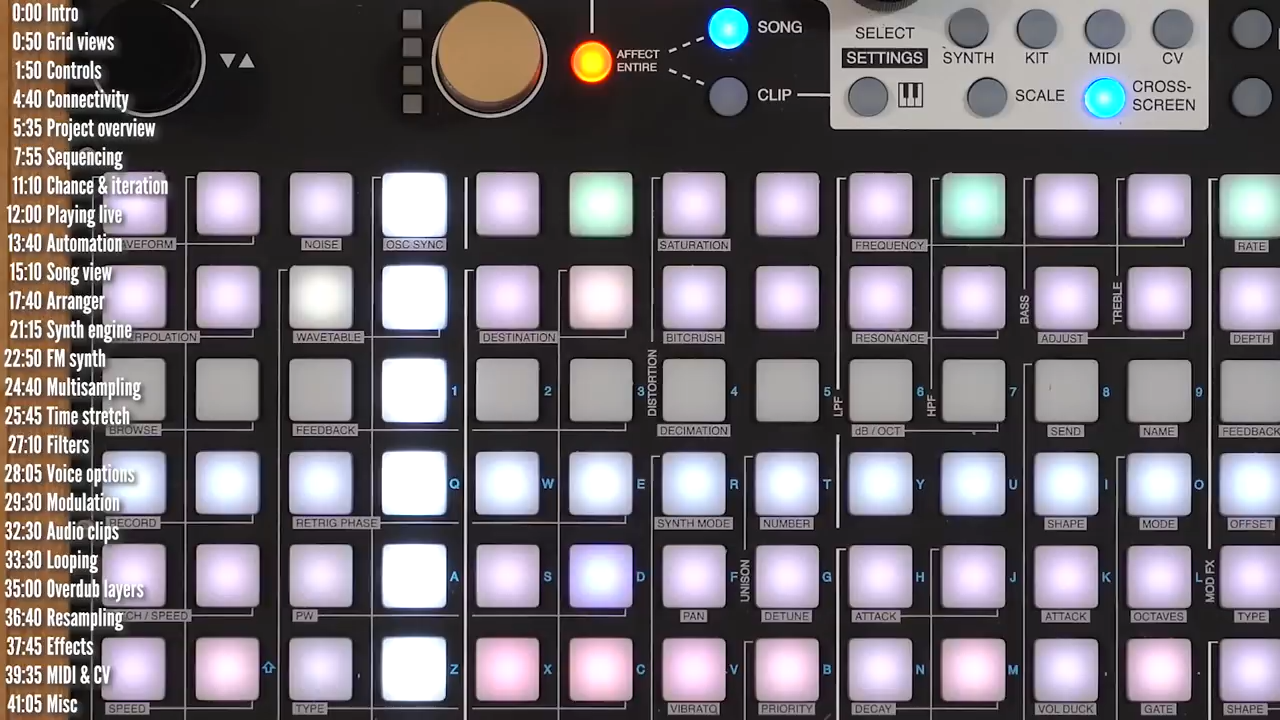 0:00 Intro
0:50 Grid views
1:50 Controls
4:40 Connectivity
5:35 Project overview
7:55 Sequencing
11:10 Chance & iteration
12:00 Playing live
13:40 Automation
15:10 Song view
17:40 Arranger
21:15 Synth engine
22:50 FM synth
24:40 Multisampling
25:45 Time stretch
27:10 Filters
28:05 Voice options
29:30 Modulation
32:30 Audio clips
33:30 Looping
35:00 Overdub layers
36:40 Resampling
37:45 Effects
39:35 MIDI & CV
41:05 Misc
AFFECT
ENTIRE
SONG
CLIP
SELECT
SETTINGS
SYNTH
KIT
MIDI
CV
SCALE
CROSS-
SCREEN
NOISE
OSC SYNC
SATURATION
FREQUENCY
RATE
WAVETABLE
DESTINATION
BITCRUSH
RESONANCE
BASS
ADJUST
TREBLE
DEPTH
1 2 3 4 5 6 7 8 9
BROWSE
FEEDBACK
DISTORTION
DECIMATION
LPF
dB / OCT
HPF
SEND
NAME
FEEDBACK
Q W E R T Y U I O
RECORD
RETRIG PHASE
SYNTH MODE
NUMBER
SHAPE
MODE
OFFSET
A S D F G H J K L
PW
PAN
UNISON
DETUNE
ATTACK
ATTACK
OCTAVES
MOD FX
TYPE
Z X C V B N M , .
SPEED
TYPE
VIBRATO
PRIORITY
DECAY
VOL DUCK
GATE
SHAPE